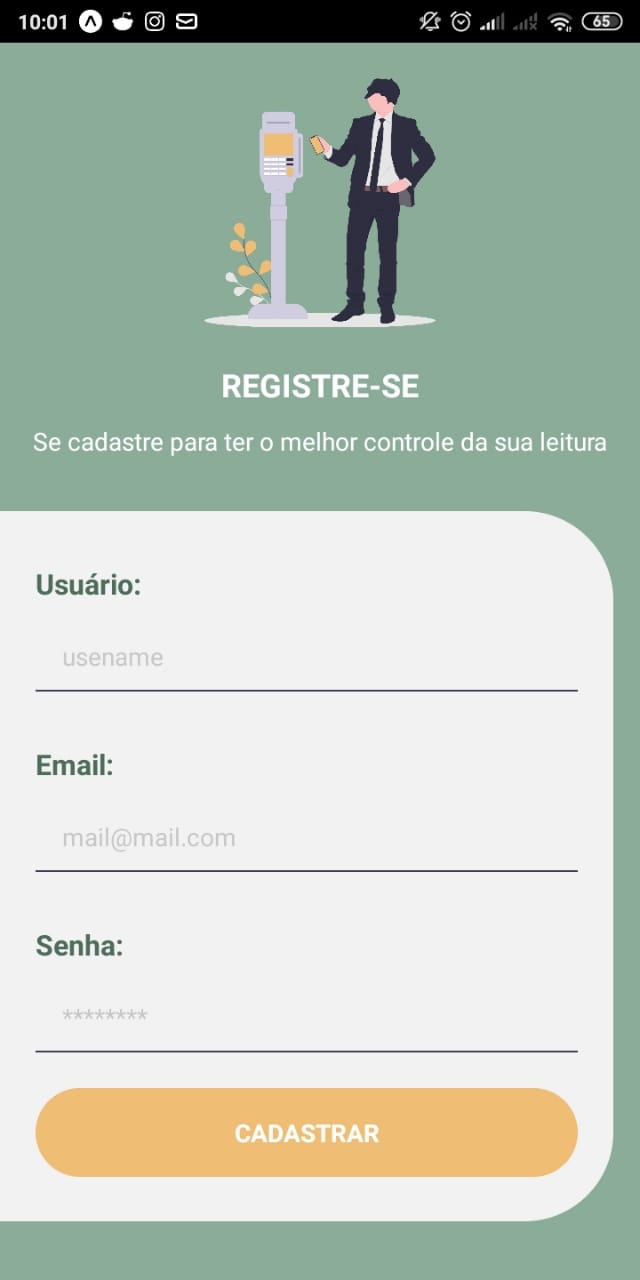 10:01
65
REGISTRE-SE
Se cadastre para ter o melhor controle da sua leitura
Usuário:
usename
Email:
mail@mail.com
Senha:
********
CADASTRAR